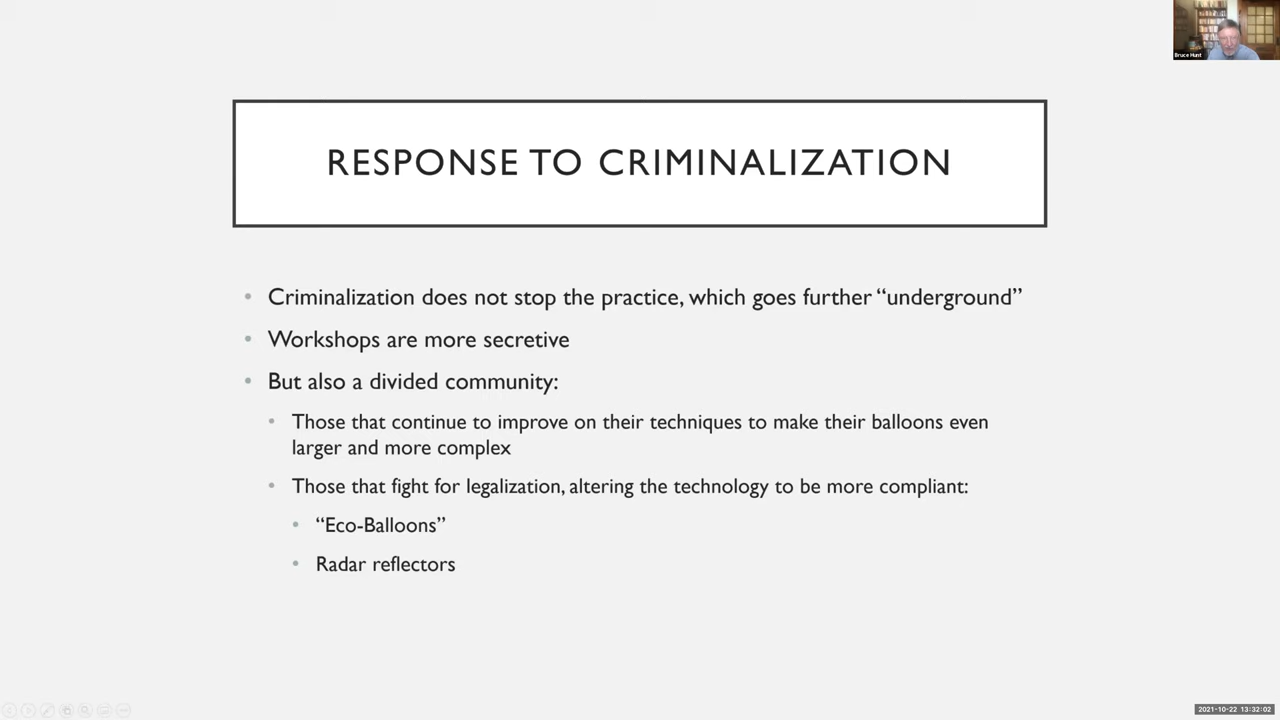 Bruce Hunt
RESPONSE TO CRIMINALIZATION
• Criminalization does not stop the practice, which goes further “underground”
• Workshops are more secretive
• But also a divided community:
• Those that continue to improve on their techniques to make their balloons even
larger and more complex
• Those that fight for legalization, altering the technology to be more compliant:
• “Eco-Balloons”
• Radar reflectors
2021-10-22 13:32:02